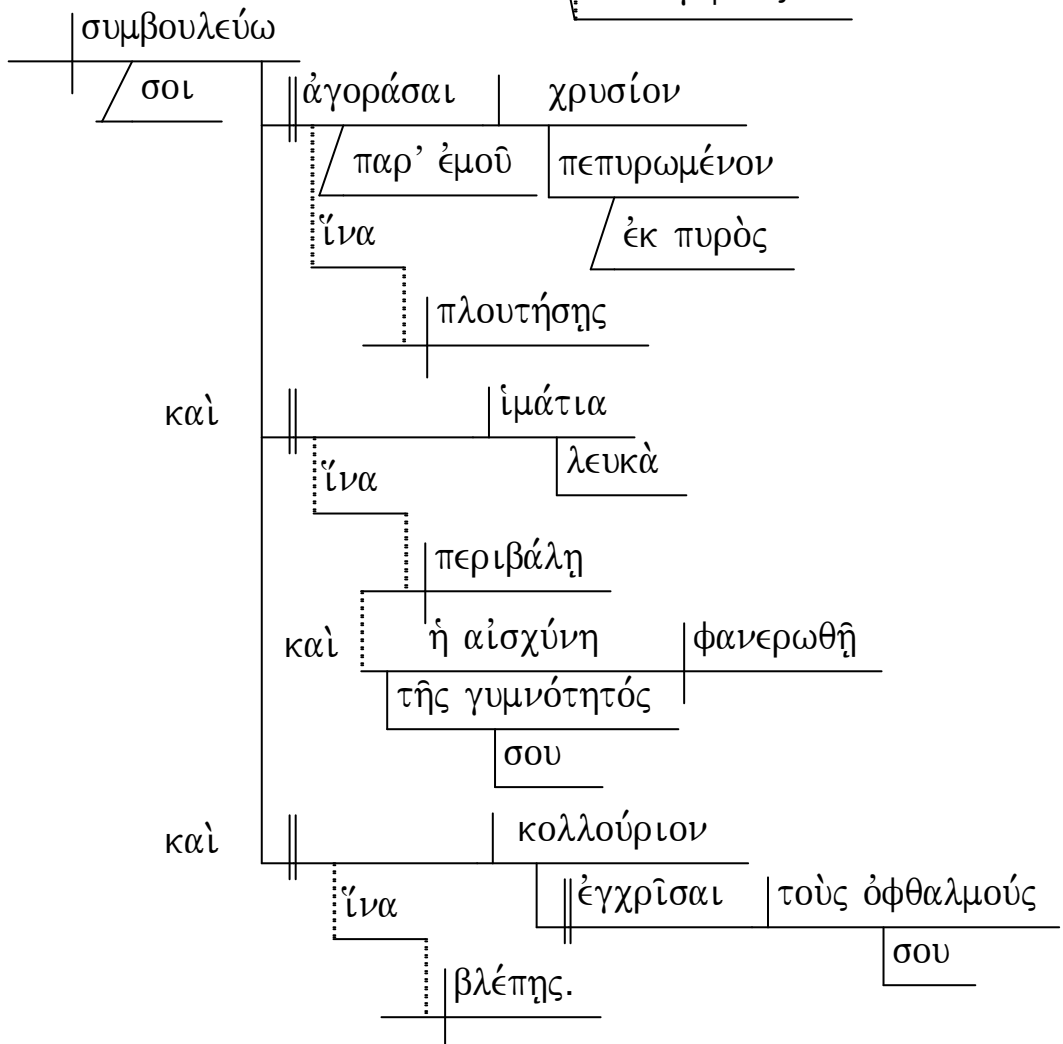 συμβουλεύω
σοι
ἀγοράσαι χρυσίον
παρ’ ἐμοῦ πεπυρωμένον
ἵνα ἐκ πυρὸς
πλουτήσῃς
καὶ ἱμάτια
ἵνα λευκὰ
περιβάλῃ
καὶ ἡ αἰσχύνη φανερωθῇ
τῆς γυμνότητός
σου
καὶ κολλούριον
ἵνα ἐγχρῖσαι τοὺς ὀφθαλμούς
σου
βλέπῃς.